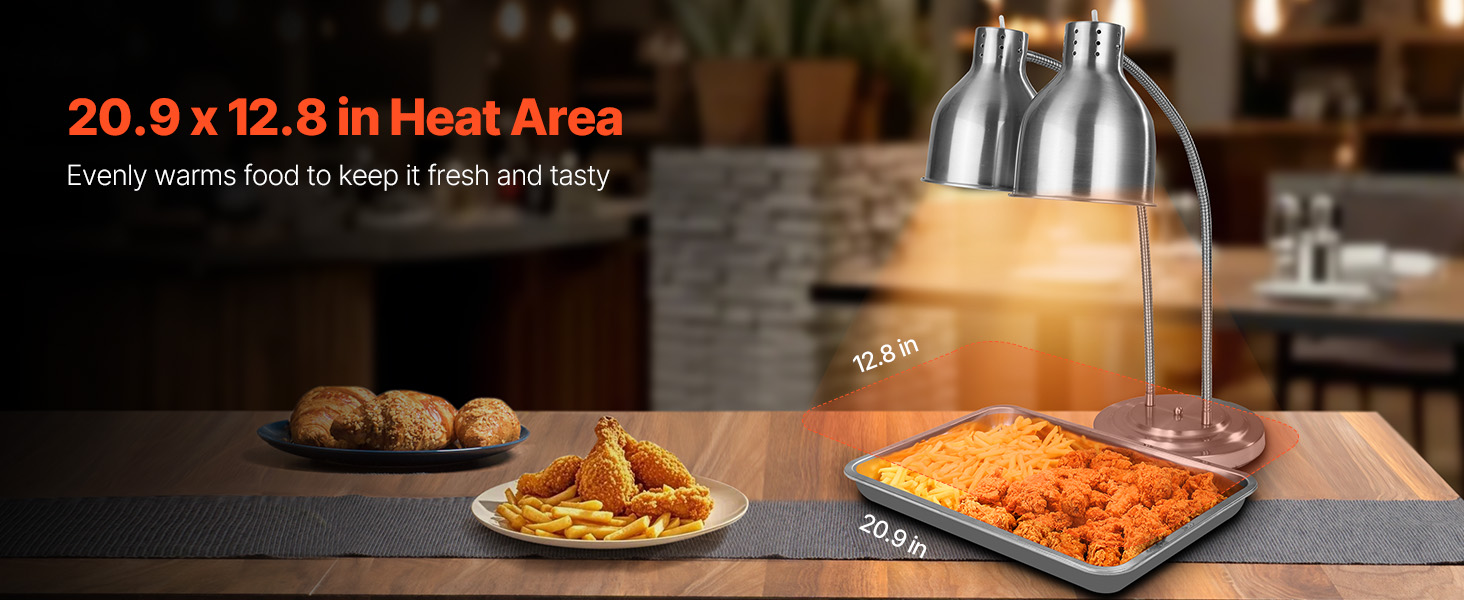 20.9 x 12.8 in Heat Area
Evenly warms food to keep it fresh and tasty
12.8 in
20.9 in